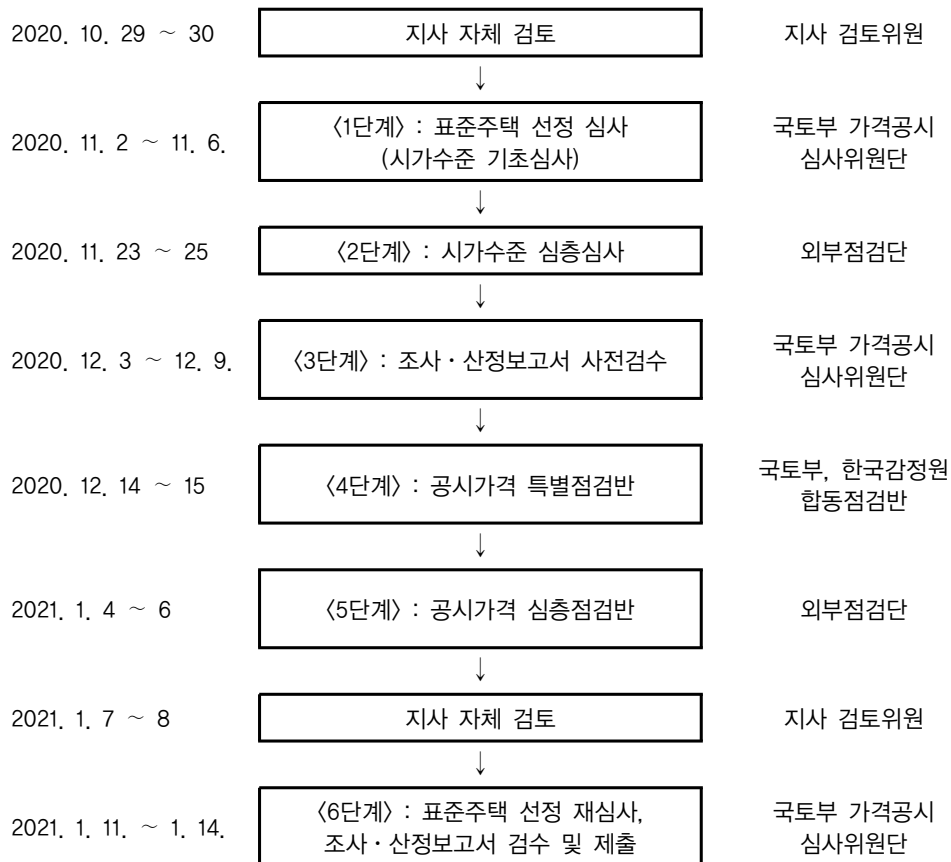 2020. 10. 29 ~ 30 지사 자체 검토 지사 검토위원
↓
2020. 11. 2 ~ 11. 6. 〈1단계〉 : 표준주택 선정 심사 (시가수준 기초심사) 국토부 가격공시 심사위원단
↓
2020. 11. 23 ~ 25 〈2단계〉 : 시가수준 심층심사 외부점검단
↓
2020. 12. 3 ~ 12. 9. 〈3단계〉 : 조사・산정보고서 사전검수 국토부 가격공시 심사위원단
↓
2020. 12. 14 ~ 15 〈4단계〉 : 공시가격 특별점검반 국토부, 한국감정원 합동점검반
↓
2021. 1. 4 ~ 6 〈5단계〉 : 공시가격 심층점검반 외부점검단
↓
2021. 1. 7 ~ 8 지사 자체 검토 지사 검토위원
↓
2021. 1. 11. ~ 1. 14. 〈6단계〉 : 표준주택 선정 재심사, 조사・산정보고서 검수 및 제출 국토부 가격공시 심사위원단